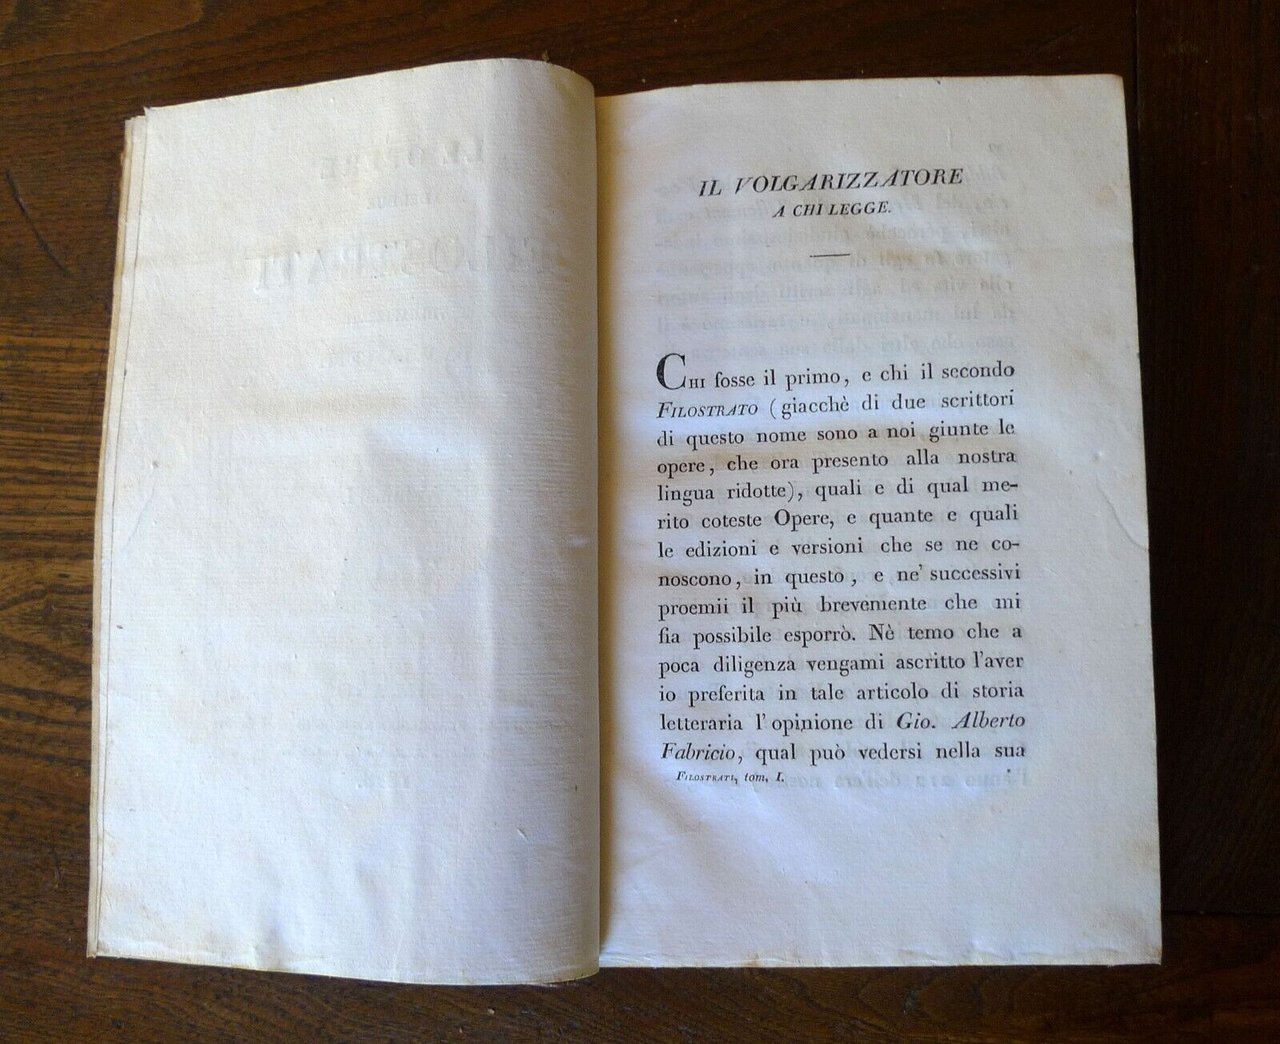 IL VOLGARIZZATORE
A CHI LEGGE.
CHI fosse il primo, e chi il secondo
FILOSTRATO (giacchè di due scrittori
di questo nome sono a noi giunte le
opere, che ora presento alla nostra
lingua ridotte), quali e di qual me-
rito coteste Opere, e quante e quali
le edizioni e versioni che se ne co-
noscono, in questo, e ne' successivi
proemii il più brevemente che mi
sia possibile esporrò. Nè temo che a
poca diligenza vengami ascritto l'aver
io preferita in tale articolo di storia
letteraria l'opinione di Gio. Alberto
Fabricio, qual può vedersi nella sua
FILOSTRATI, tom. I.